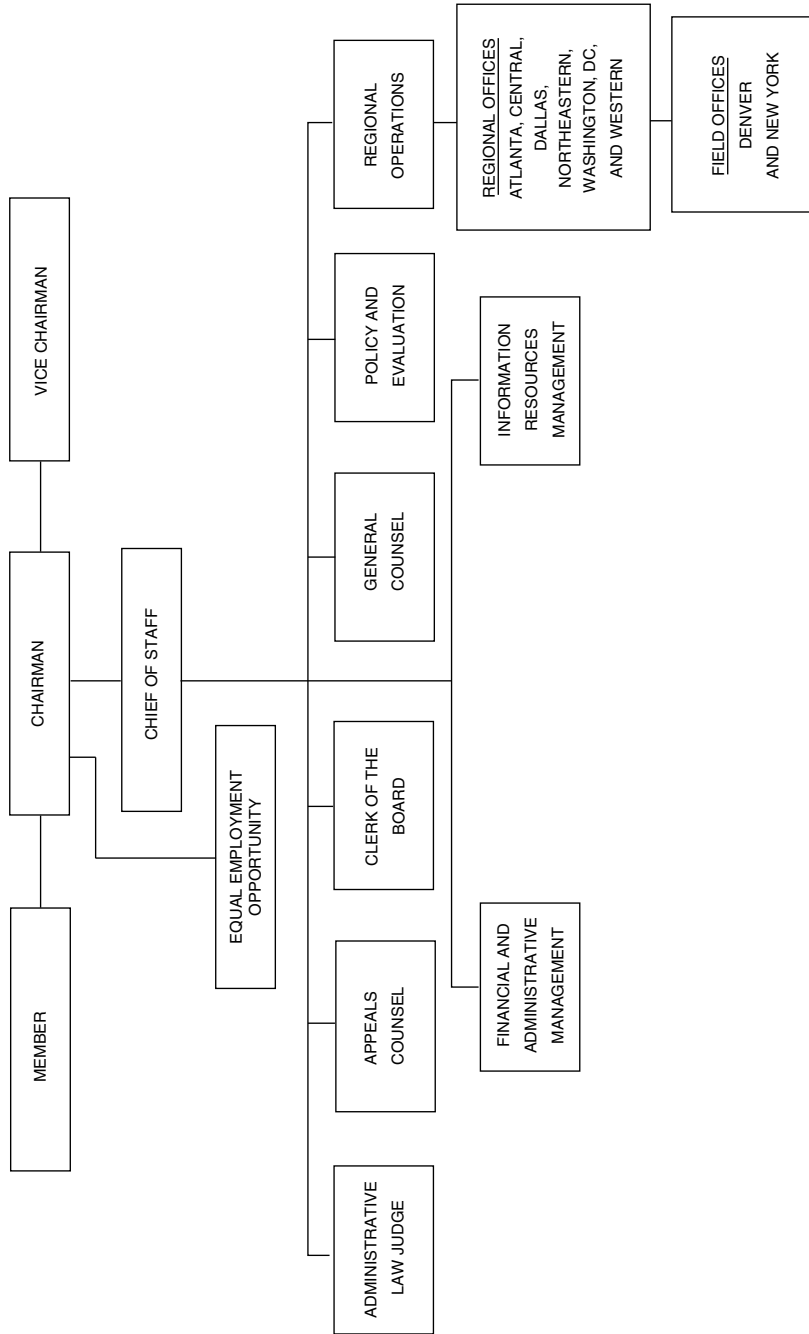 MEMBER
CHAIRMAN
VICE CHAIRMAN
CHIEF OF STAFF
EQUAL EMPLOYMENT
OPPORTUNITY
ADMINISTRATIVE
LAW JUDGE
APPEALS
COUNSEL
CLERK OF THE
BOARD
GENERAL
COUNSEL
POLICY AND
EVALUATION
REGIONAL
OPERATIONS
FINANCIAL AND
ADMINISTRATIVE
MANAGEMENT
INFORMATION
RESOURCES
MANAGEMENT
REGIONAL OFFICES
ATLANTA, CENTRAL,
DALLAS,
NORTHEASTERN,
WASHINGTON, DC,
AND WESTERN
FIELD OFFICES
DENVER
AND NEW YORK